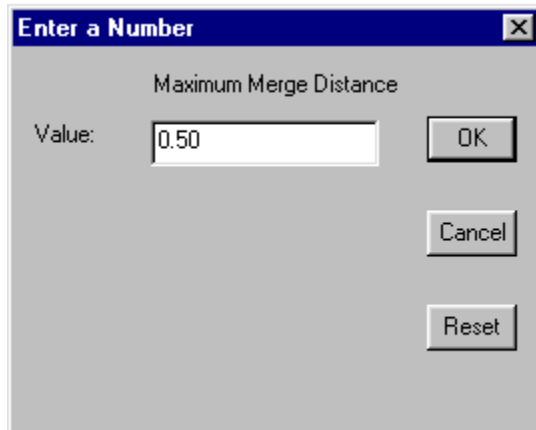 Enter a Number
Maximum Merge Distance
Value:
0.50
OK
Cancel
Reset